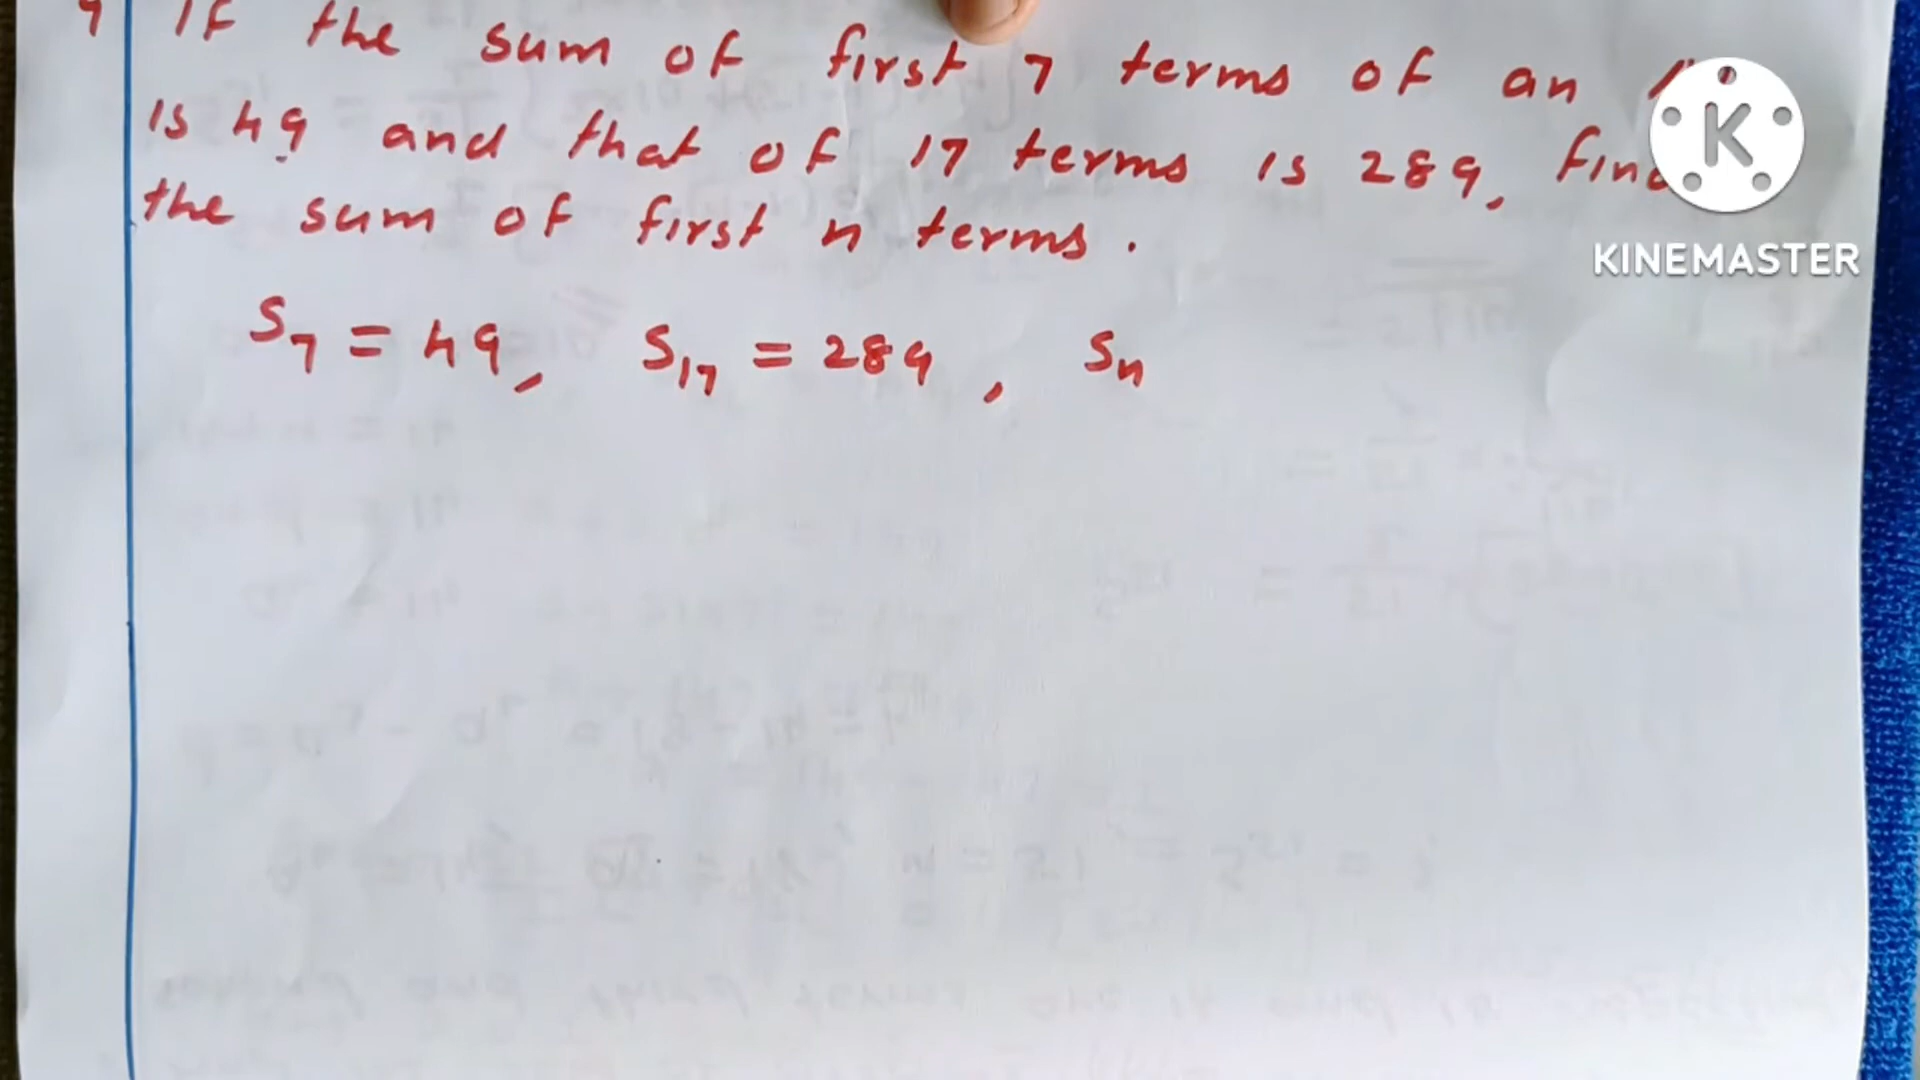 If the sum of first 7 terms of an
is 49 and that of 17 terms is 289, find
the sum of first n terms.
S7 = 49, S17 = 289, Sn
K
KINEMASTER